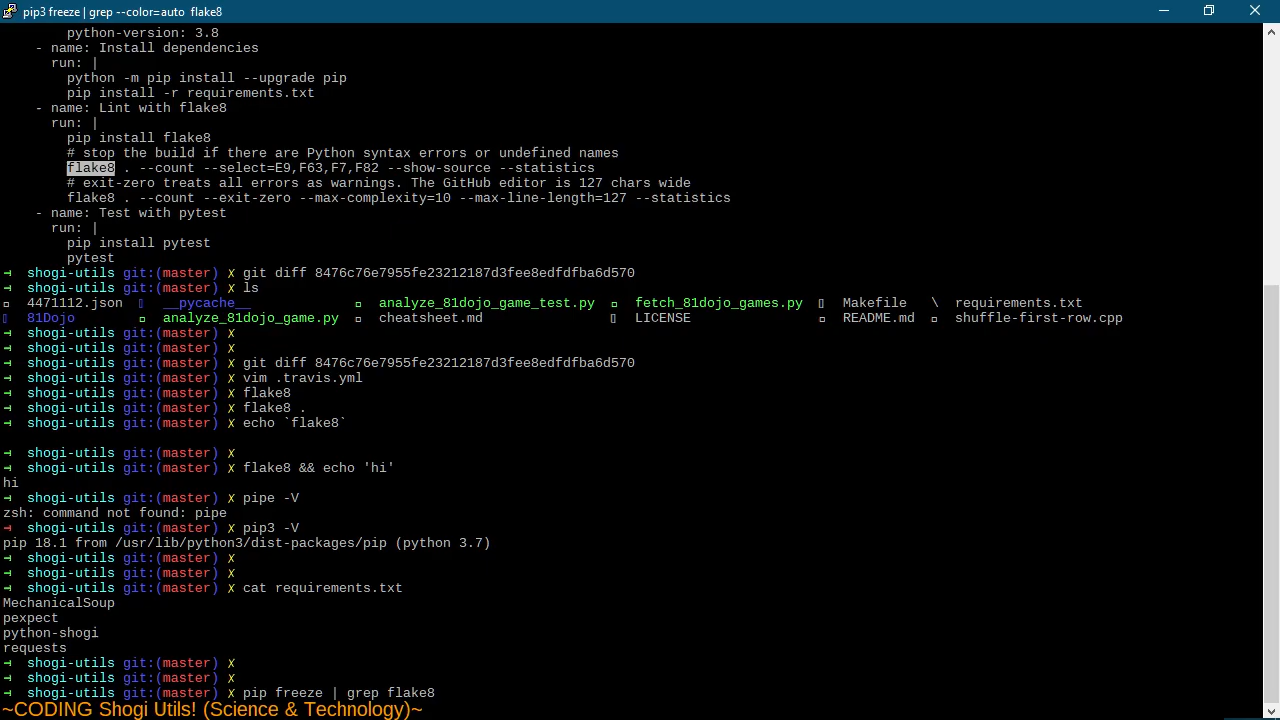 pip3 freeze | grep --color=auto  flake8
        python-version: 3.8
    - name: Install dependencies
      run: |
        python -m pip install --upgrade pip
        pip install -r requirements.txt
    - name: Lint with flake8
      run: |
        pip install flake8
        # stop the build if there are Python syntax errors or undefined names
        flake8 . --count --select=E9,F63,F7,F82 --show-source --statistics
        # exit-zero treats all errors as warnings. The GitHub editor is 127 chars wide
        flake8 . --count --exit-zero --max-complexity=10 --max-line-length=127 --statistics
    - name: Test with pytest
      run: |
        pip install pytest
        pytest
shogi-utils git:(master) ✗ git diff 8476c76e7955fe23212187d3fee8edfdfba6d570
shogi-utils git:(master) ✗ ls
4471112.json __pycache__ analyze_81dojo_game_test.py fetch_81dojo_games.py Makefile \ requirements.txt
81Dojo analyze_81dojo_game.py cheatsheet.md LICENSE README.md shuffle-first-row.cpp
shogi-utils git:(master) ✗
shogi-utils git:(master) ✗
shogi-utils git:(master) ✗ git diff 8476c76e7955fe23212187d3fee8edfdfba6d570
shogi-utils git:(master) ✗ vim .travis.yml
shogi-utils git:(master) ✗ flake8
shogi-utils git:(master) ✗ flake8 .
shogi-utils git:(master) ✗ echo `flake8`
shogi-utils git:(master) ✗
shogi-utils git:(master) ✗ flake8 && echo 'hi'
hi
shogi-utils git:(master) ✗ pipe -V
zsh: command not found: pipe
shogi-utils git:(master) ✗ pip3 -V
pip 18.1 from /usr/lib/python3/dist-packages/pip (python 3.7)
shogi-utils git:(master) ✗
shogi-utils git:(master) ✗
shogi-utils git:(master) ✗ cat requirements.txt
MechanicalSoup
pexpect
python-shogi
requests
shogi-utils git:(master) ✗
shogi-utils git:(master) ✗
shogi-utils git:(master) ✗ pip freeze | grep flake8
~CODING Shogi Utils! (Science & Technology)~